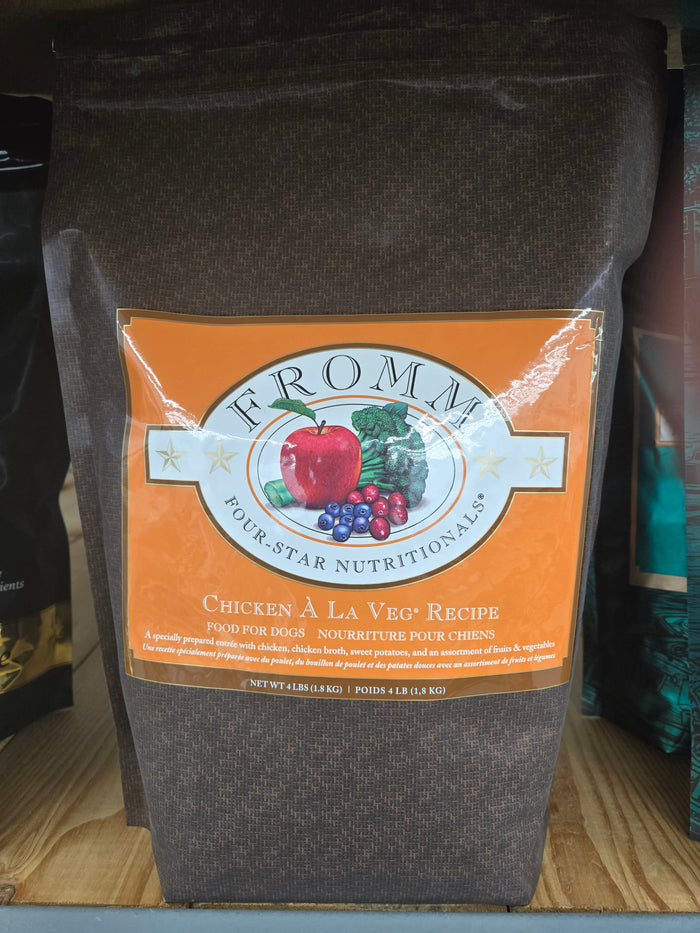 FROMM
FOUR-STAR NUTRITIONALS®
CHICKEN À LA VEG® RECIPE
FOOD FOR DOGS NOURRITURE POUR CHIENS
A specially prepared entrée with chicken, chicken broth, sweet potatoes, and an assortment of fruits & vegetables
Une recette spécialement préparée avec du poulet, du bouillon de poulet et des patates douces avec un assortiment de fruits et légumes
NET WT 4 LBS (1.8 KG) | POIDS 4 LB (1,8 KG)